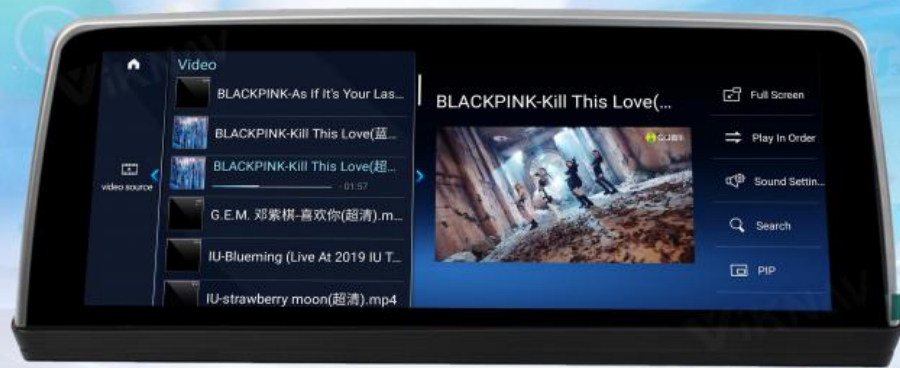 Video
BLACKPINK-As If It's Your Las...
BLACKPINK-Kill This Love(蓝...
BLACKPINK-Kill This Love(超...
- 01:57
G.E.M. 邓紫棋-喜欢你(超清).m...
IU-Blueming (Live At 2019 IU T...
IU-strawberry moon(超清).mp4
video source
BLACKPINK-Kill This Love(...
Full Screen
Play In Order
Sound Settin...
Search
PIP
ViKNAV
ViKNAV